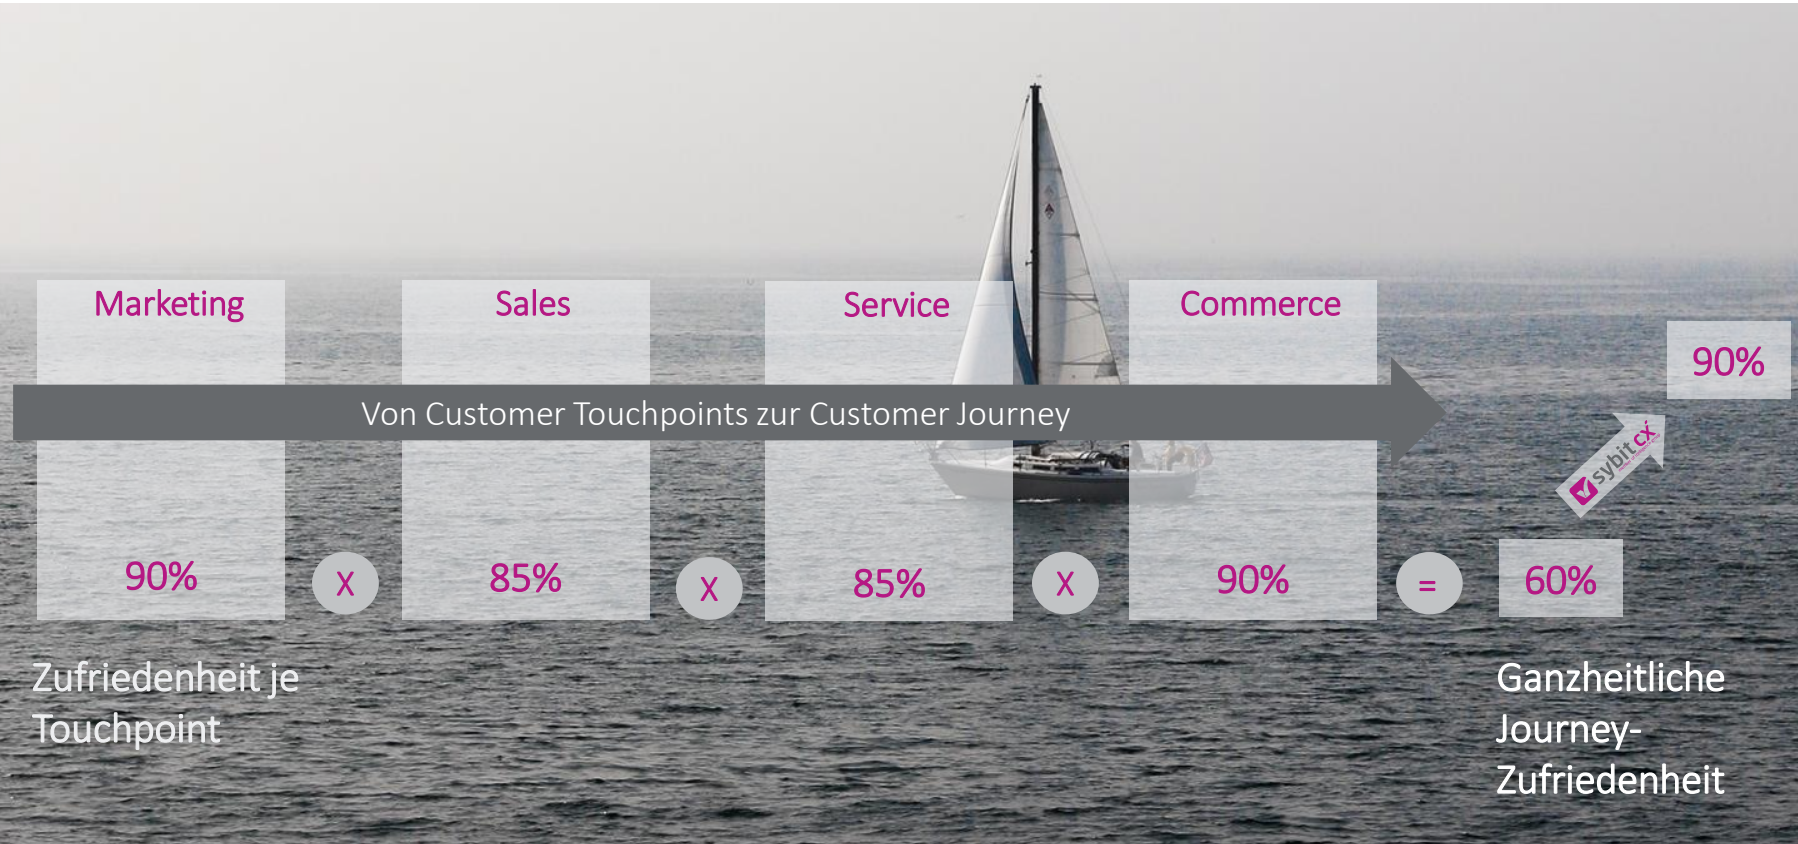 Marketing
Sales
Service
Commerce
90%
Von Customer Touchpoints zur Customer Journey
sybit cx
90%
X
85%
X
85%
X
90%
=
60%
Zufriedenheit je
Touchpoint
Ganzheitliche
Journey-
Zufriedenheit